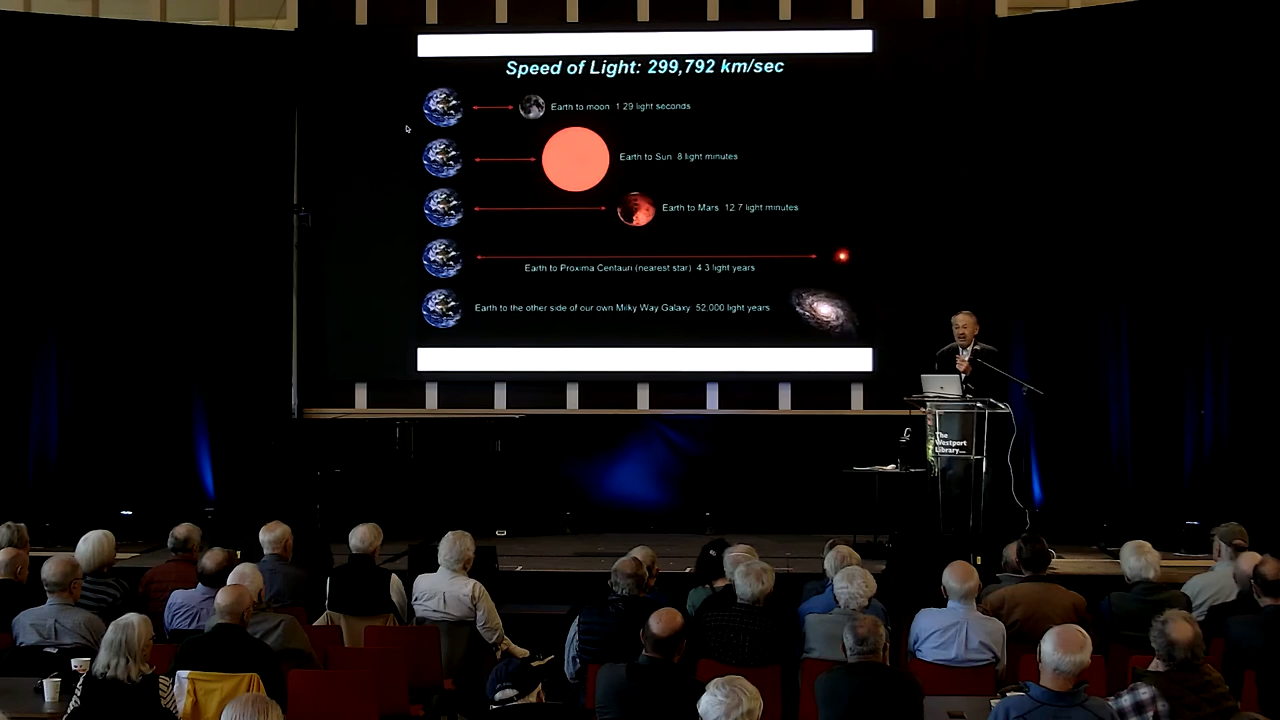 Speed of Light: 299,792 km/sec
Earth to moon 1.29 light seconds
Earth to Sun 8 light minutes
Earth to Mars 12.7 light minutes
Earth to Proxima Centauri (nearest star) 4.3 light years
Earth to the other side of our own Milky Way Galaxy: 52,000 light years
The
Westport
Library